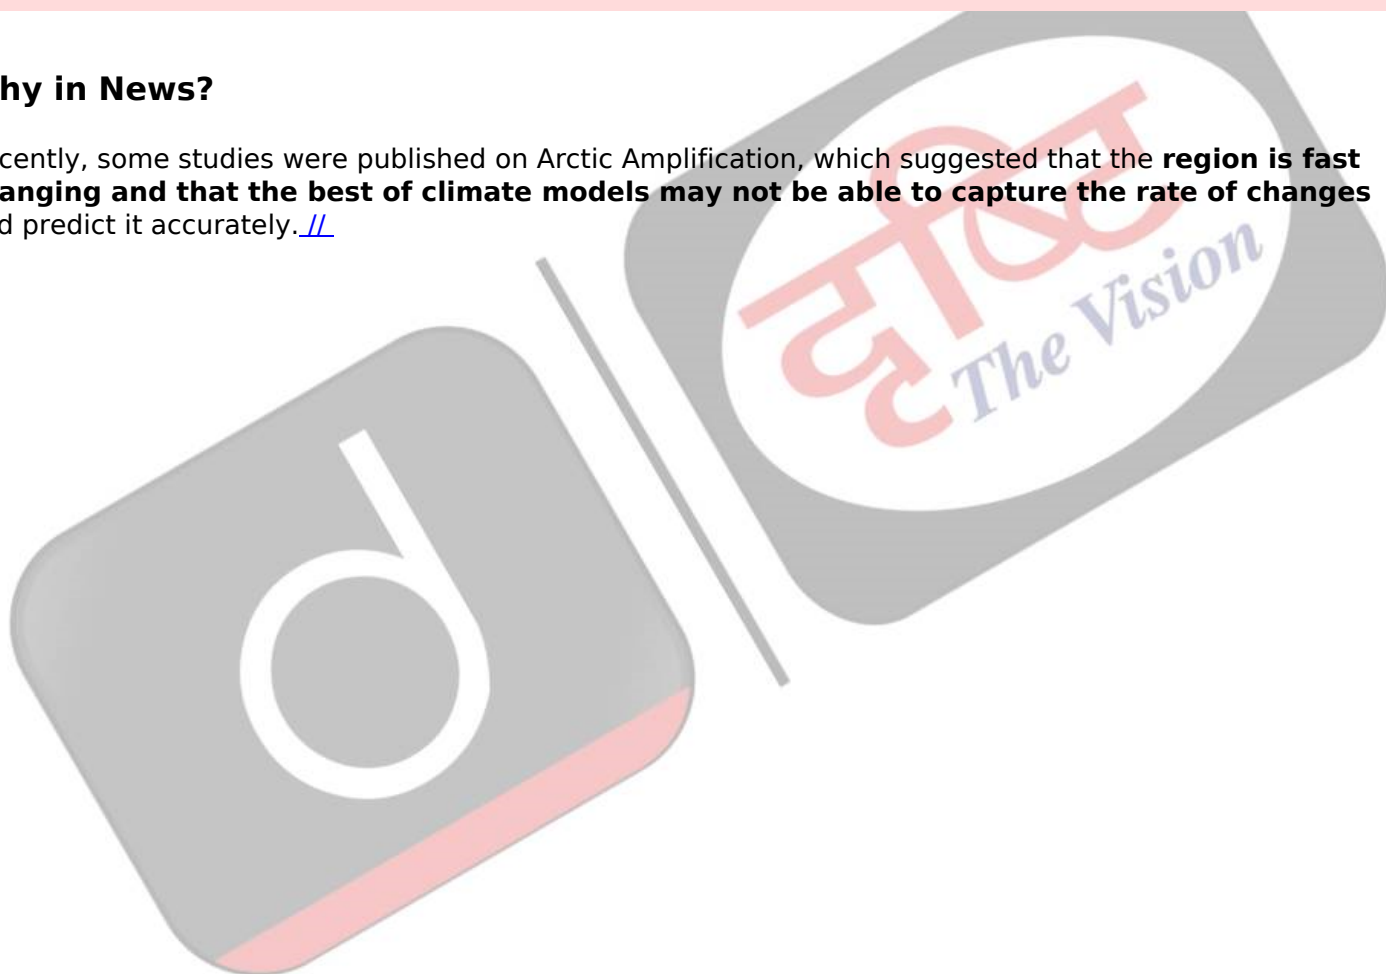 hy in News?
cently, some studies were published on Arctic Amplification, which suggested that the region is fast
anging and that the best of climate models may not be able to capture the rate of changes
d predict it accurately. //
दृष्टि
The Vision
d